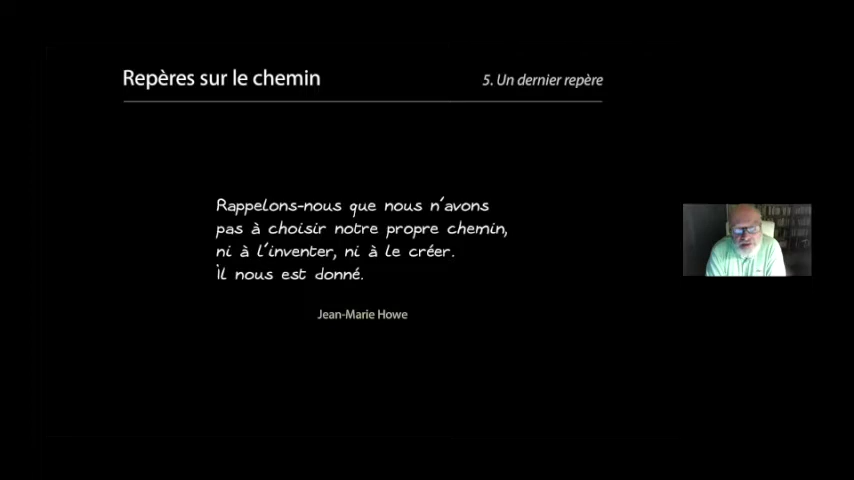 Repères sur le chemin
5. Un dernier repère
Rappelons-nous que nous n'avons
pas à choisir notre propre chemin,
ni à l'inventer, ni à le créer.
Il nous est donné.
Jean-Marie Howe